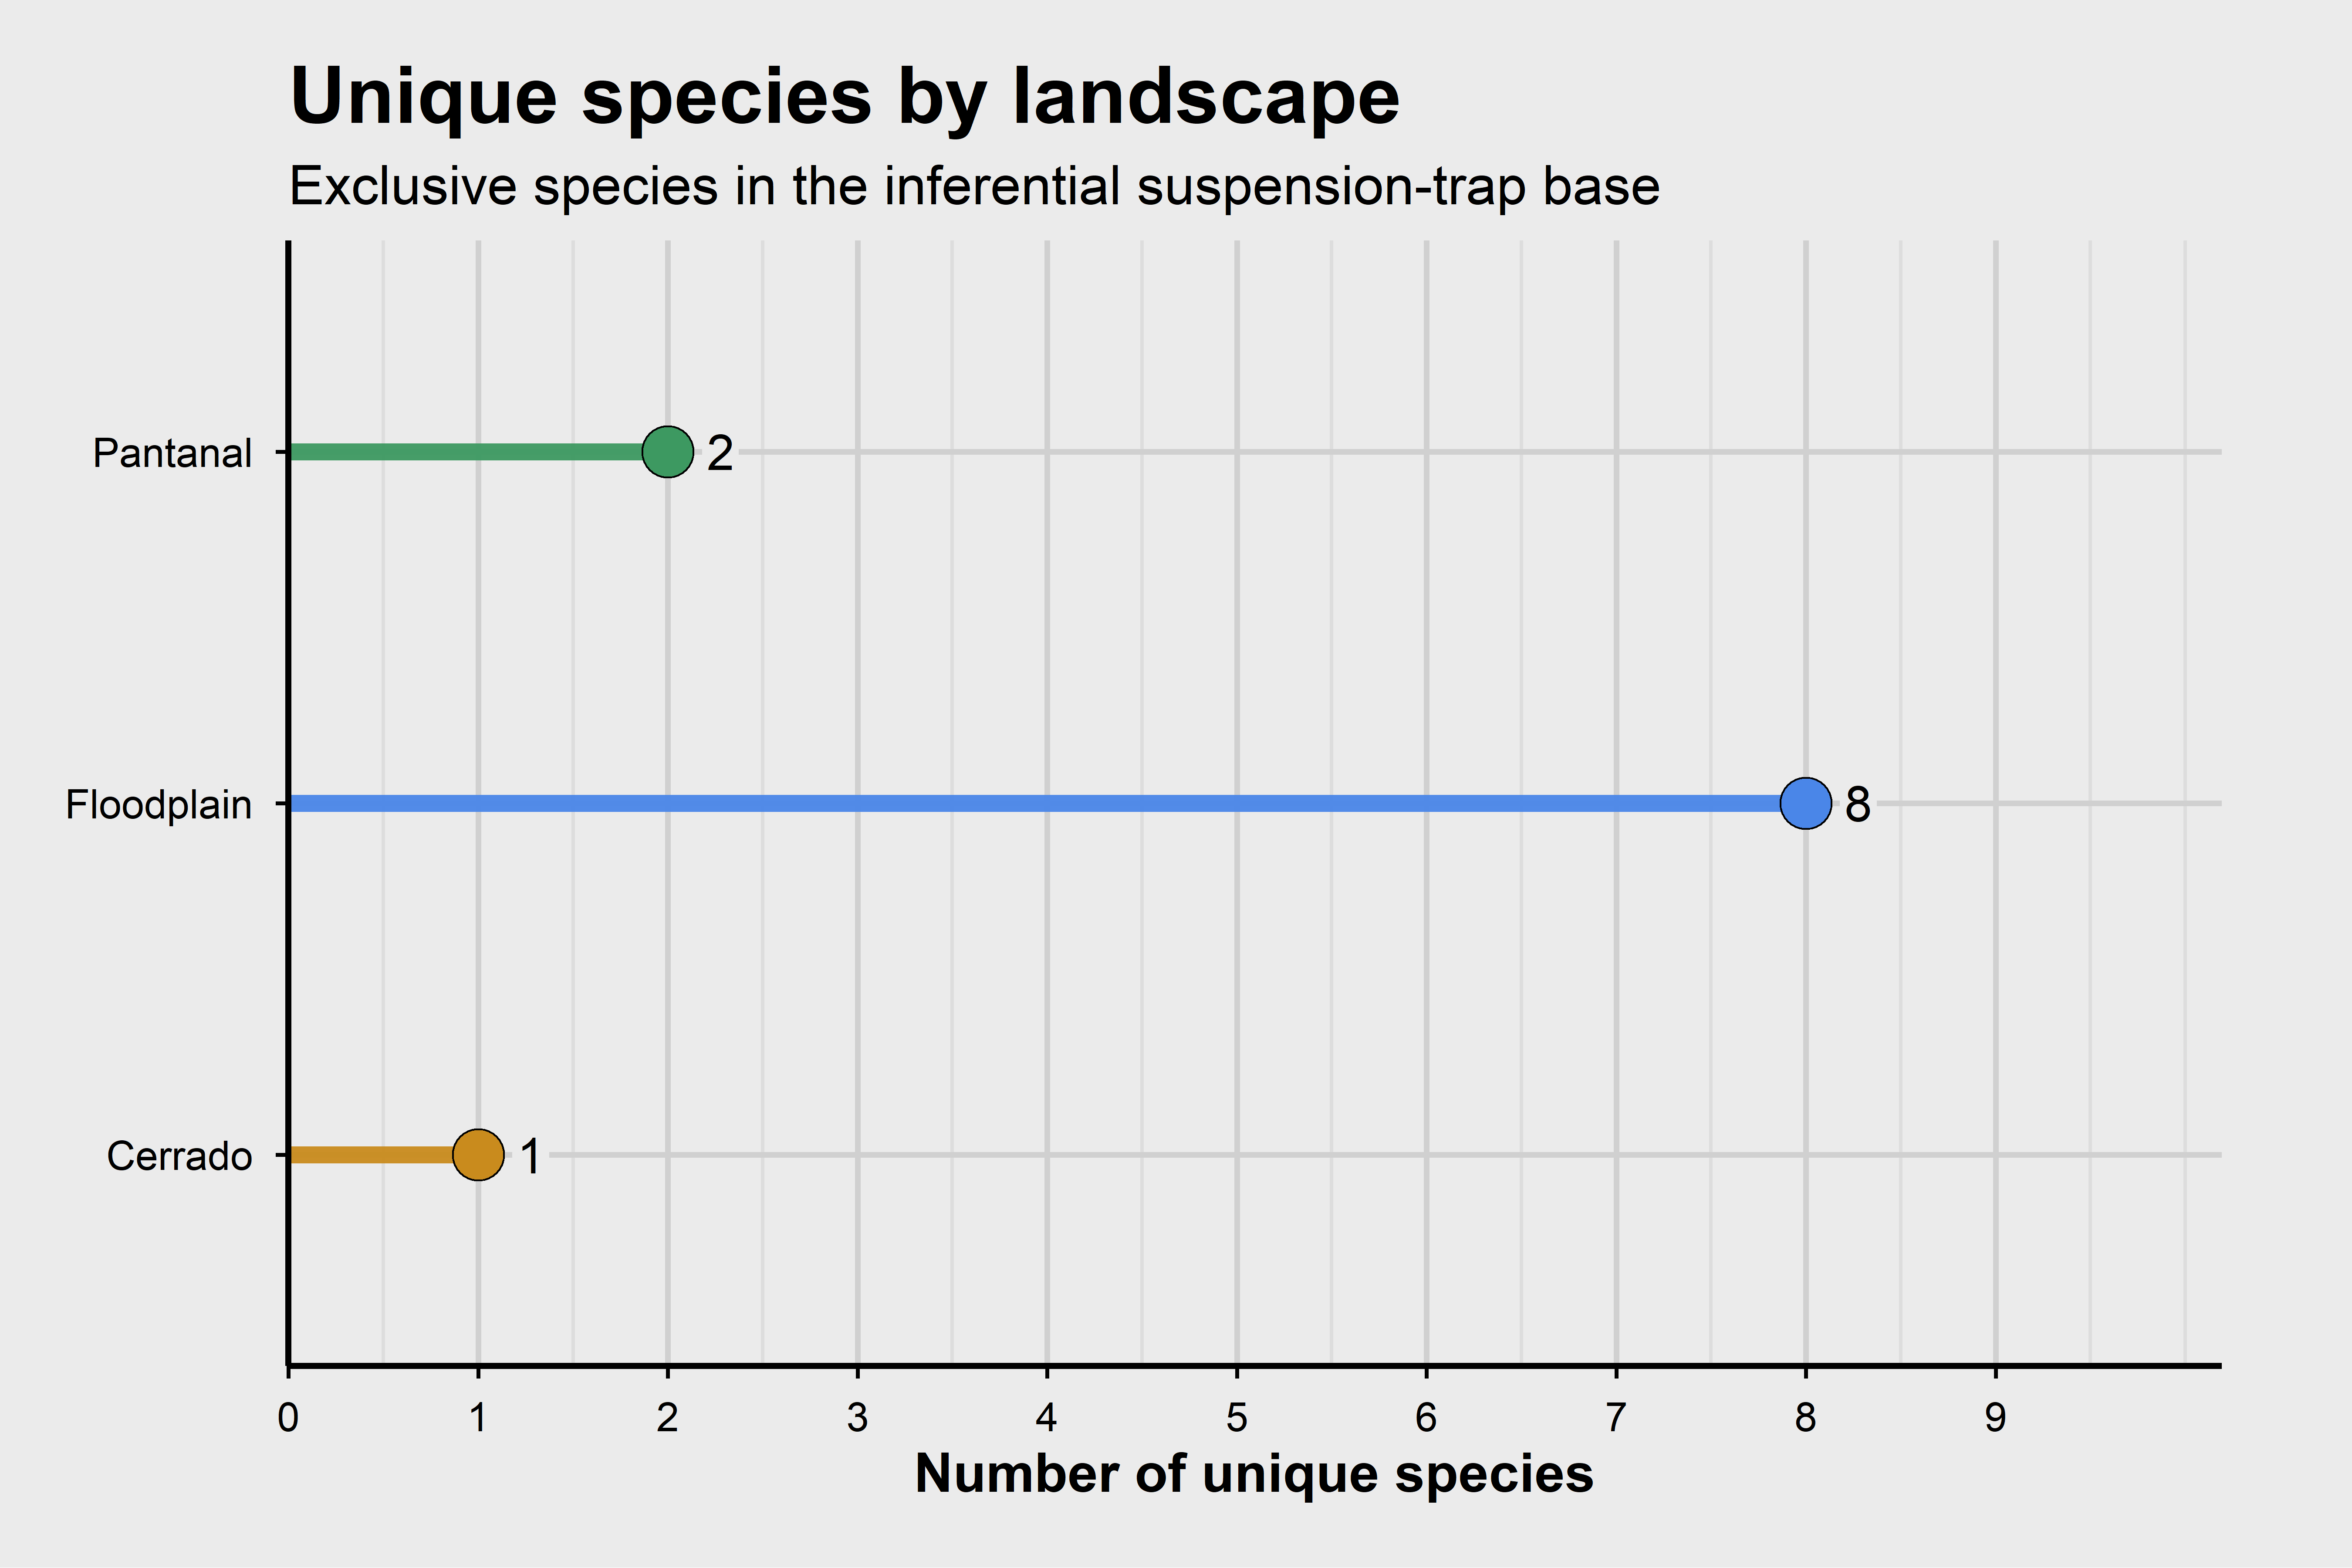 Unique species by landscape
Exclusive species in the inferential suspension-trap base
Pantanal
2
Floodplain
8
Cerrado
1
0 1 2 3 4 5 6 7 8 9
Number of unique species